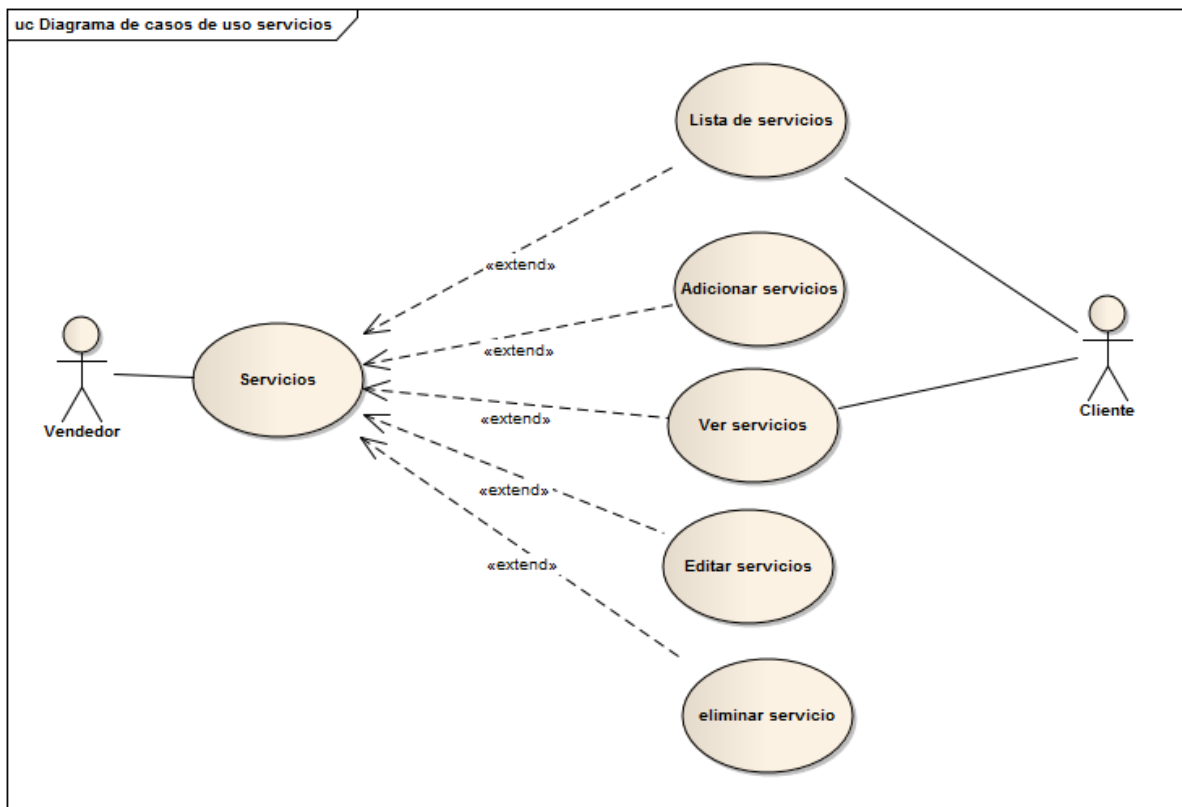 uc Diagrama de casos de uso servicios
Lista de servicios
«extend»
Adicionar servicios
«extend»
Servicios
Vendedor
«extend»
Ver servicios
Cliente
«extend»
Editar servicios
«extend»
eliminar servicio